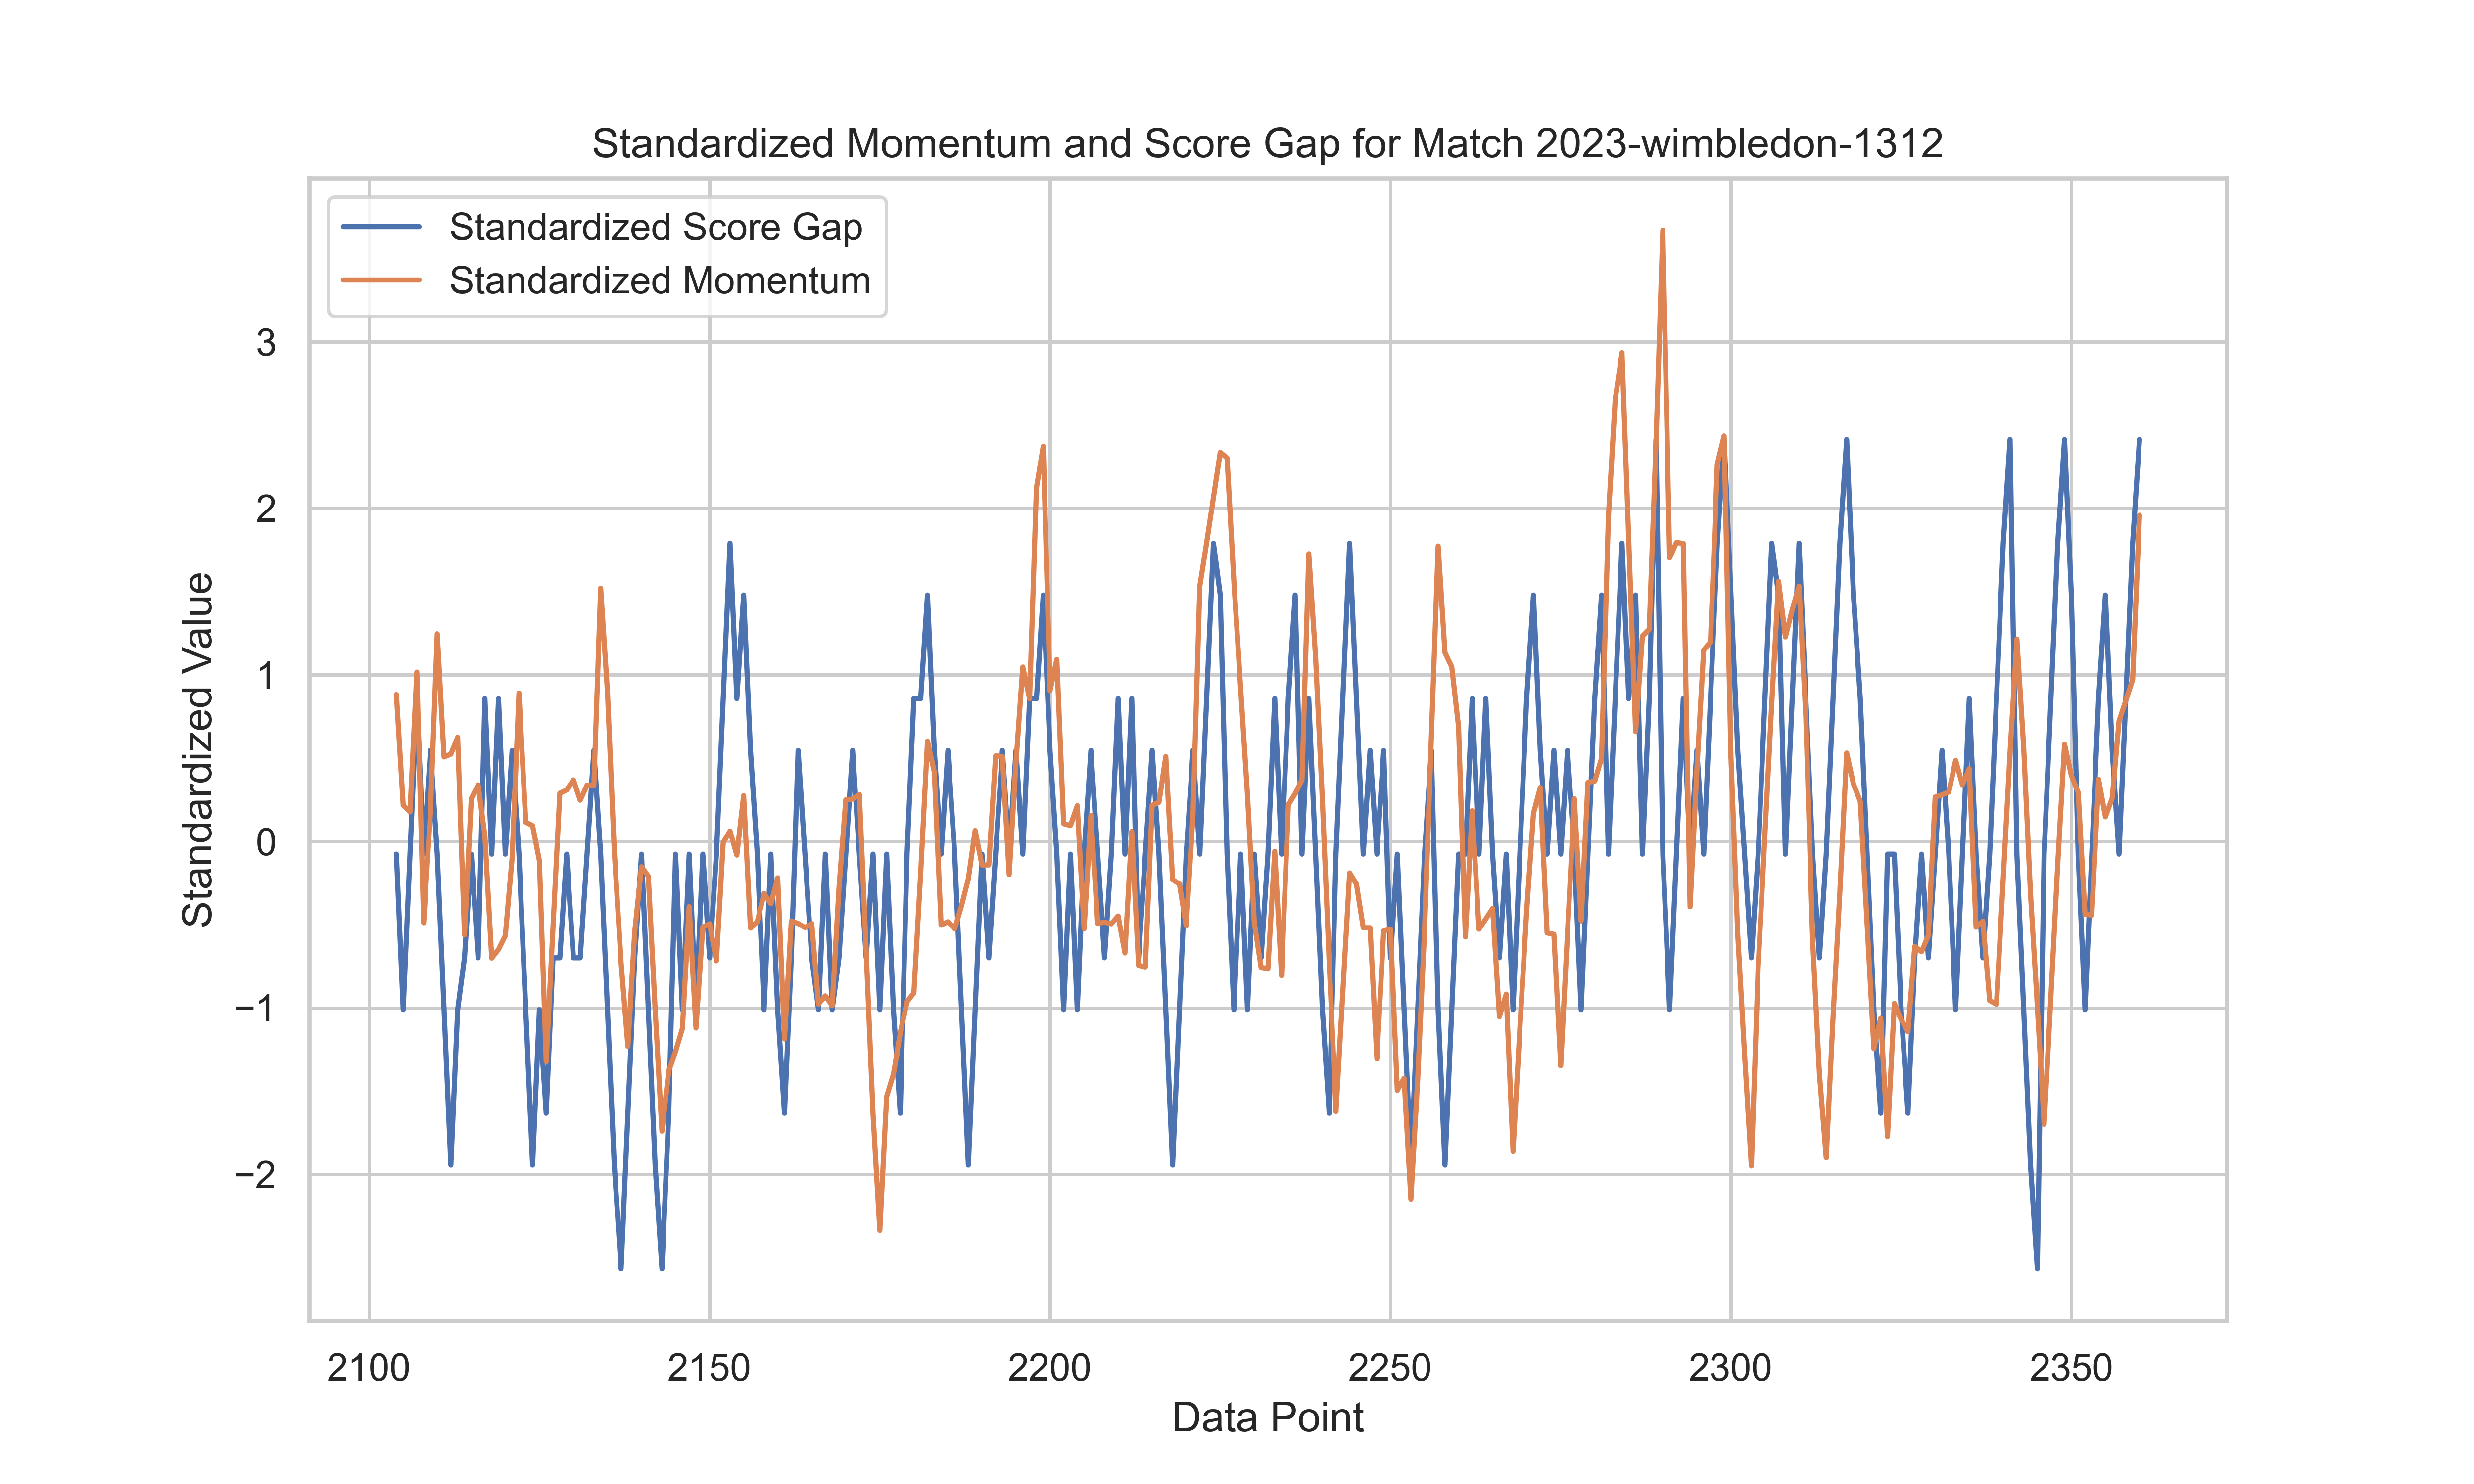 Standardized Momentum and Score Gap for Match 2023-wimbledon-1312
Standardized Score Gap
Standardized Momentum
Standardized Value
3
2
1
0
−1
−2
2100 2150 2200 2250 2300 2350
Data Point